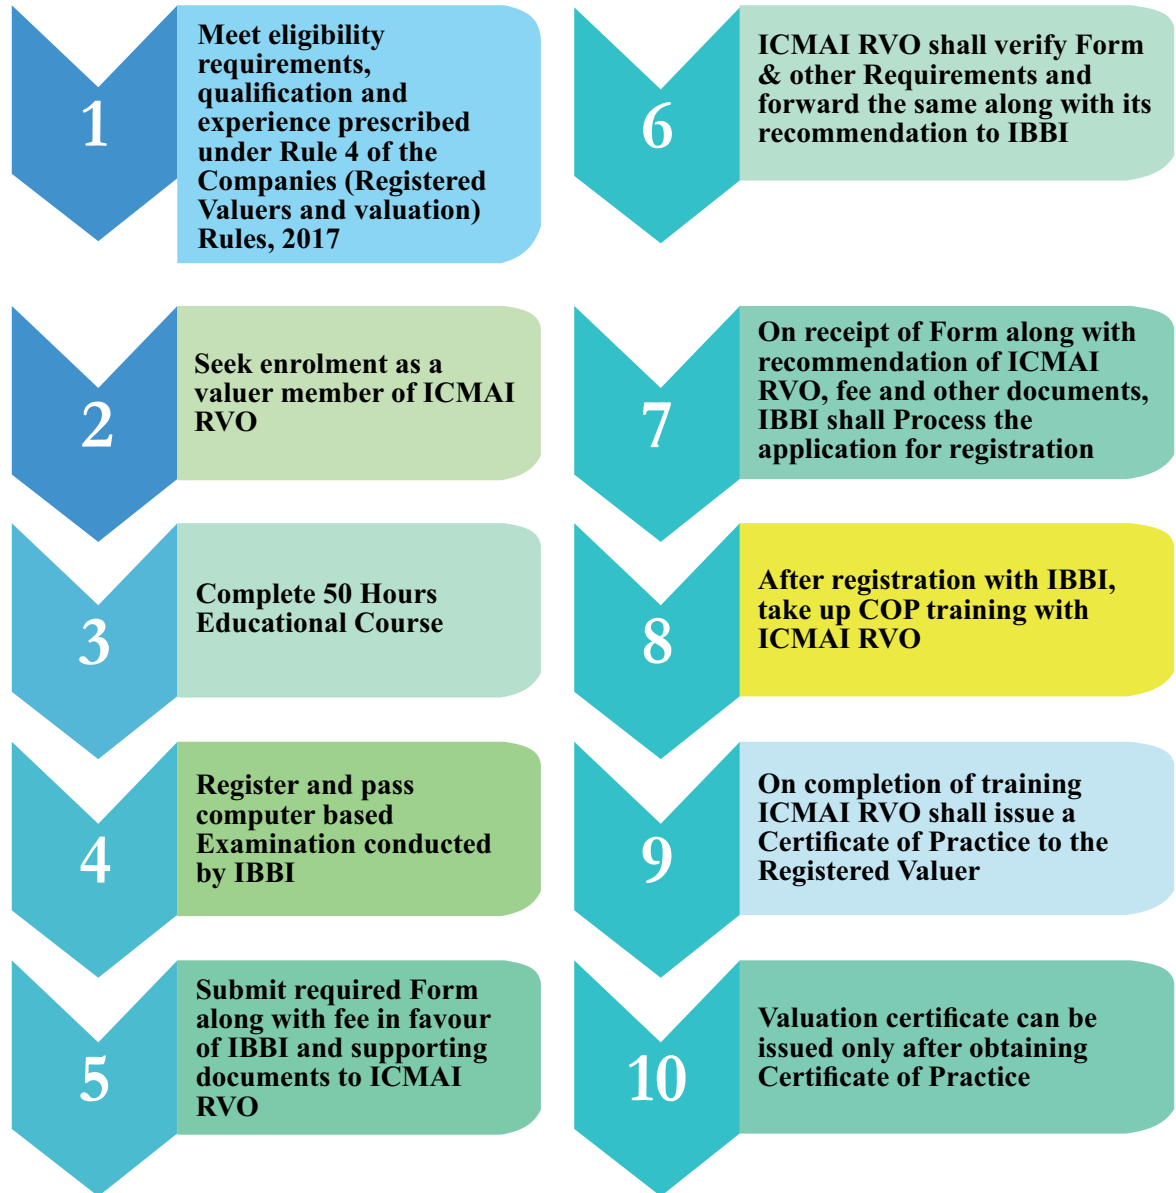 1
Meet eligibility
requirements,
qualification and
experience prescribed
under Rule 4 of the
Companies (Registered
Valuers and valuation)
Rules, 2017
2
Seek enrolment as a
valuer member of ICMAI
RVO
3
Complete 50 Hours
Educational Course
4
Register and pass
computer based
Examination conducted
by IBBI
5
Submit required Form
along with fee in favour
of IBBI and supporting
documents to ICMAI
RVO
6
ICMAI RVO shall verify Form
& other Requirements and
forward the same along with its
recommendation to IBBI
7
On receipt of Form along with
recommendation of ICMAI
RVO, fee and other documents,
IBBI shall Process the
application for registration
8
After registration with IBBI,
take up COP training with
ICMAI RVO
9
On completion of training
ICMAI RVO shall issue a
Certificate of Practice to the
Registered Valuer
10
Valuation certificate can be
issued only after obtaining
Certificate of Practice